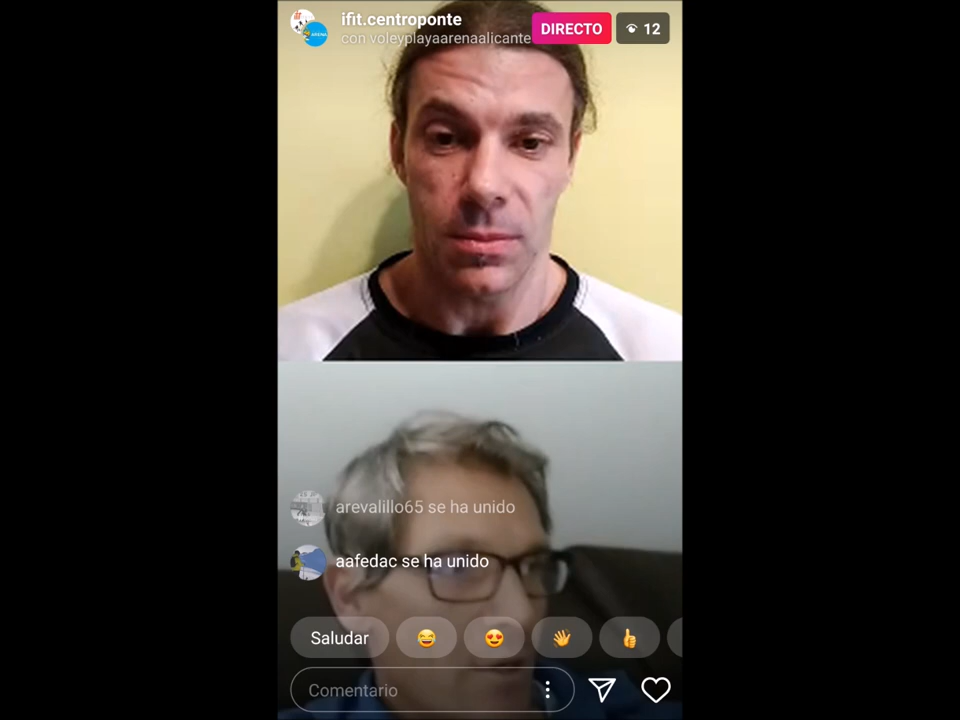 ifit.centroponte
con voleyplayaarenaalicante
DIRECTO
12
arevalillo65 se ha unido
aafedac se ha unido
Saludar
Comentario